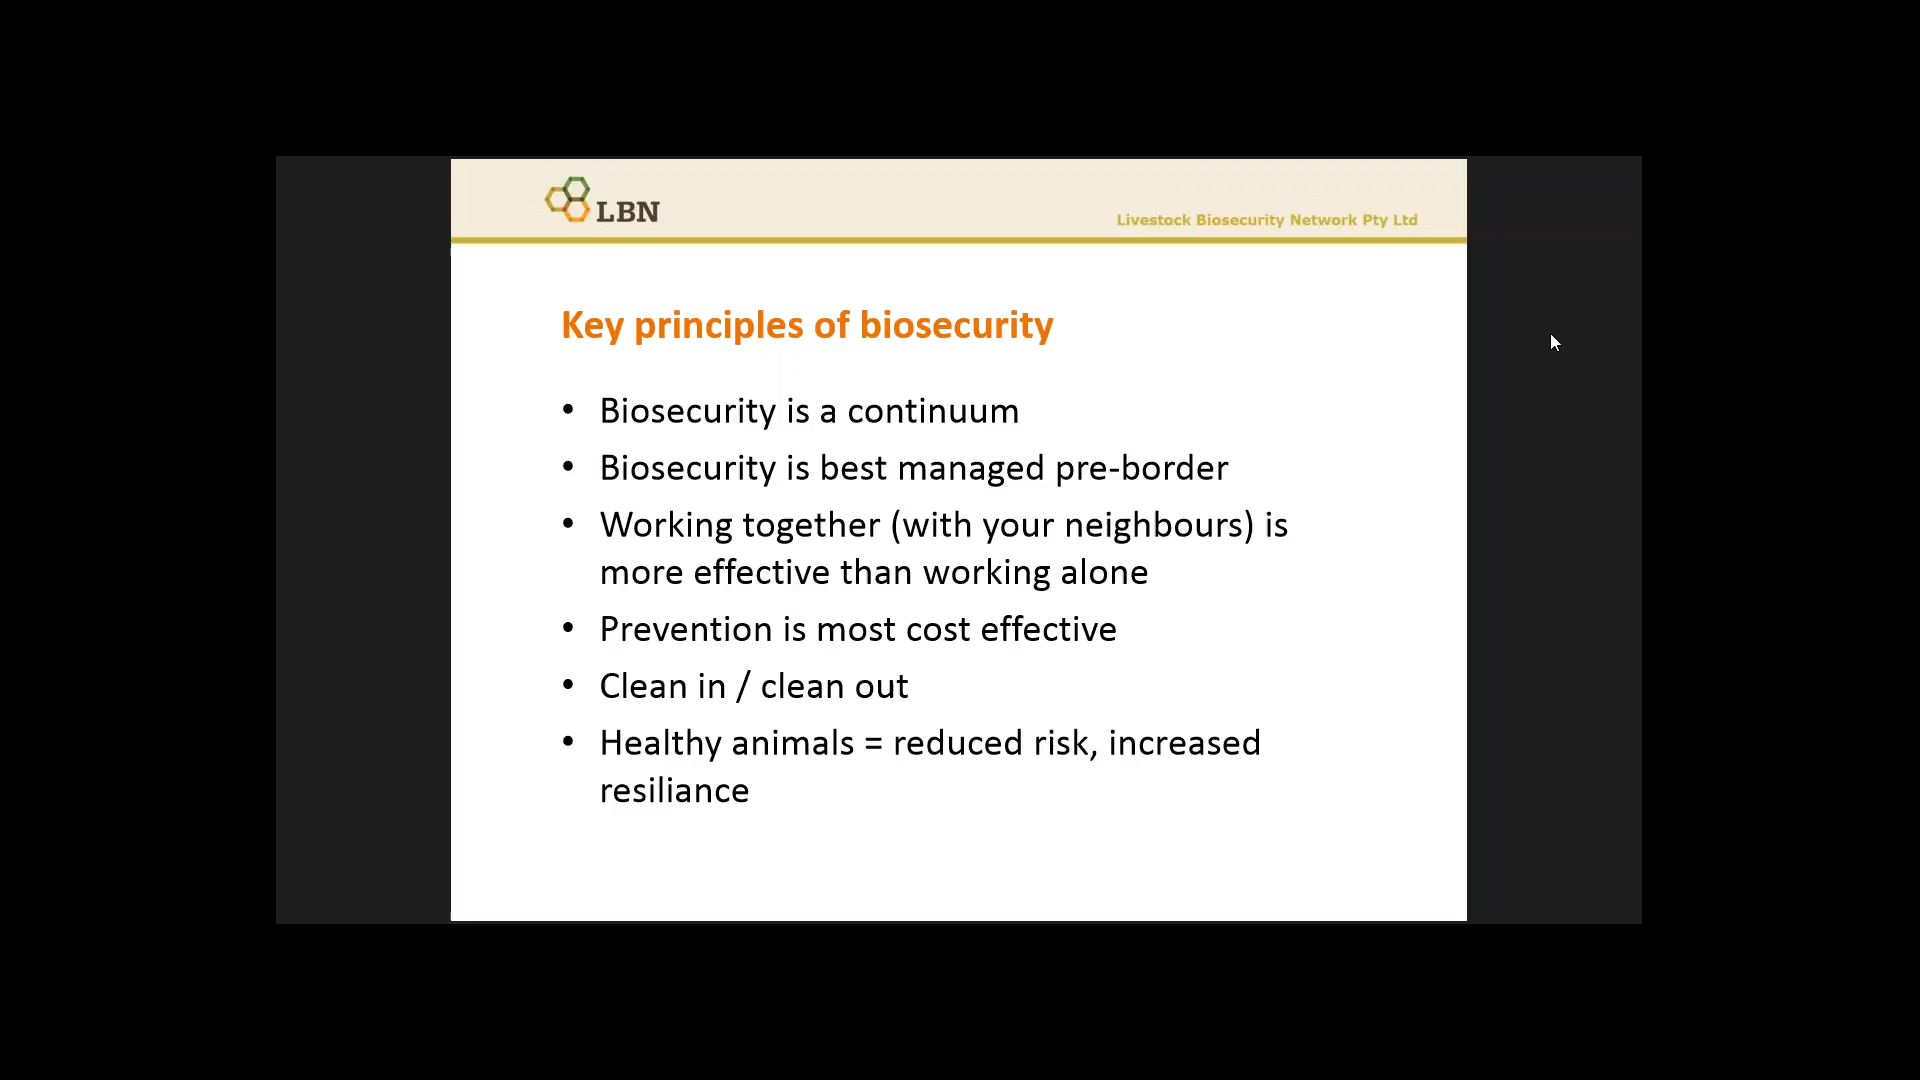 LBN
Livestock Biosecurity Network Pty Ltd
Key principles of biosecurity
• Biosecurity is a continuum
• Biosecurity is best managed pre-border
• Working together (with your neighbours) is
more effective than working alone
• Prevention is most cost effective
• Clean in / clean out
• Healthy animals = reduced risk, increased
resiliance